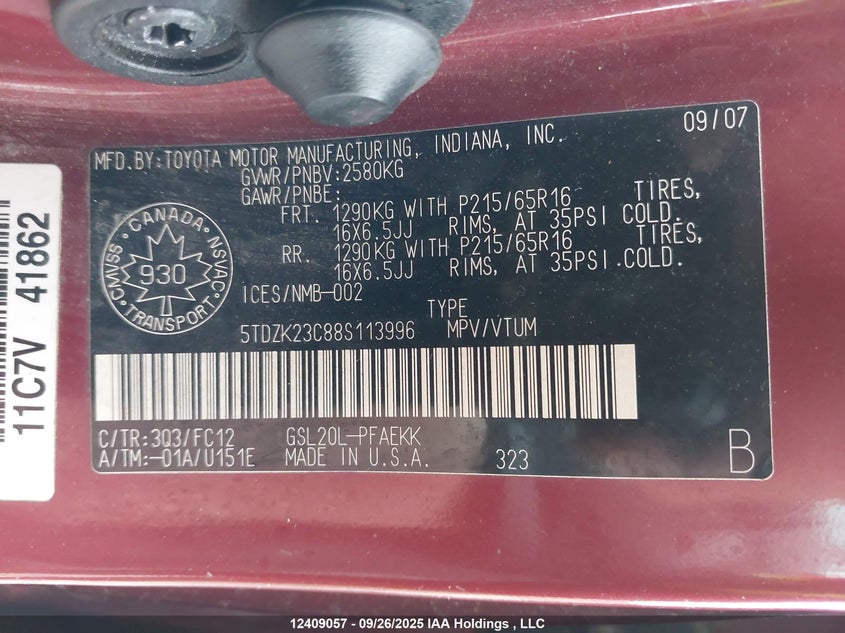 MFD.BY:TOYOTA MOTOR MANUFACTURING, INDIANA, INC. 09/07
GVWR/PNBV:2580KG
GAWR/PNBE:
FRT. 1290KG WITH P215/65R16 TIRES,
16X6.5JJ RIMS, AT 35PSI COLD.
RR. 1290KG WITH P215/65R16 TIRES,
16X6.5JJ RIMS, AT 35PSI.COLD.
ICES/NMB-002
CANADA
CMVSS
NSVAC
930
TRANSPORT
TYPE
5TDZK23C88S113996 MPV/VTUM
C/TR:3Q3/FC12 GSL20L-PFAEKK
A/TM:-01A/U151E MADE IN U.S.A. 323 B
11C7V 41862
12409057 - 09/26/2025 IAA Holdings , LLC